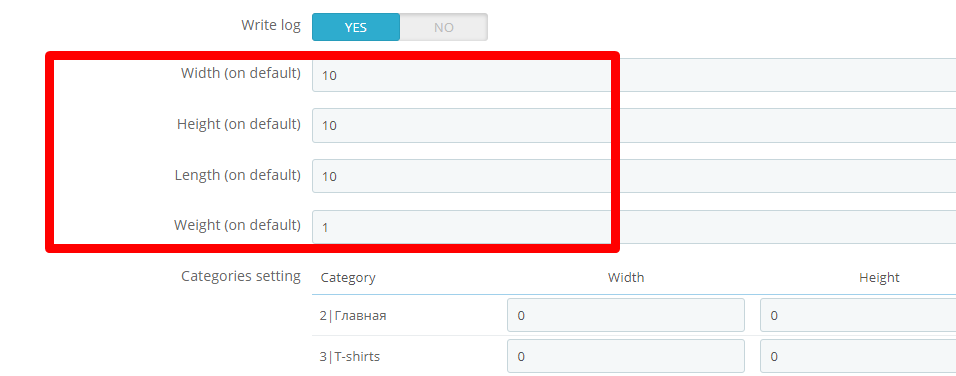 Write log YES NO
Width (on default) 10
Height (on default) 10
Length (on default) 10
Weight (on default) 1
Categories setting Category Width Height
2|Главная 0 0
3|T-shirts 0 0